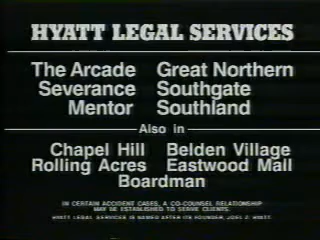 HYATT LEGAL SERVICES
The Arcade Great Northern
Severance Southgate
Mentor Southland
Also in
Chapel Hill Belden Village
Rolling Acres Eastwood Mall
Boardman
IN CERTAIN ACCIDENT CASES, A CO-COUNSEL RELATIONSHIP
MAY BE ESTABLISHED TO SERVE CLIENTS.
HYATT LEGAL SERVICES IS NAMED AFTER ITS FOUNDER, JOEL Z. HYATT.